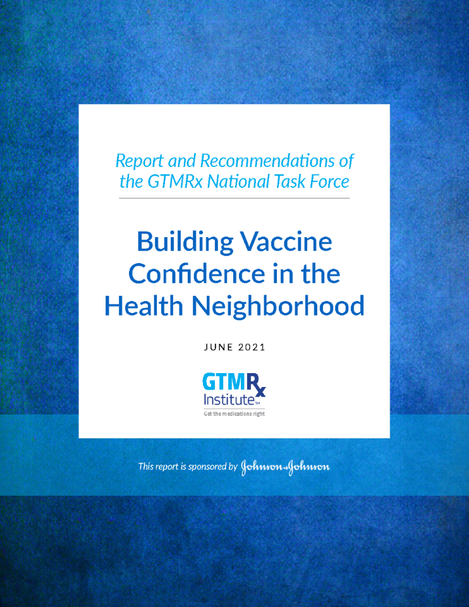 Report and Recommendations of
the GTMRx National Task Force
Building Vaccine
Confidence in the
Health Neighborhood
JUNE 2021
GTMRx
Institute℠
Get the medications right
This report is sponsored by Johnson & Johnson